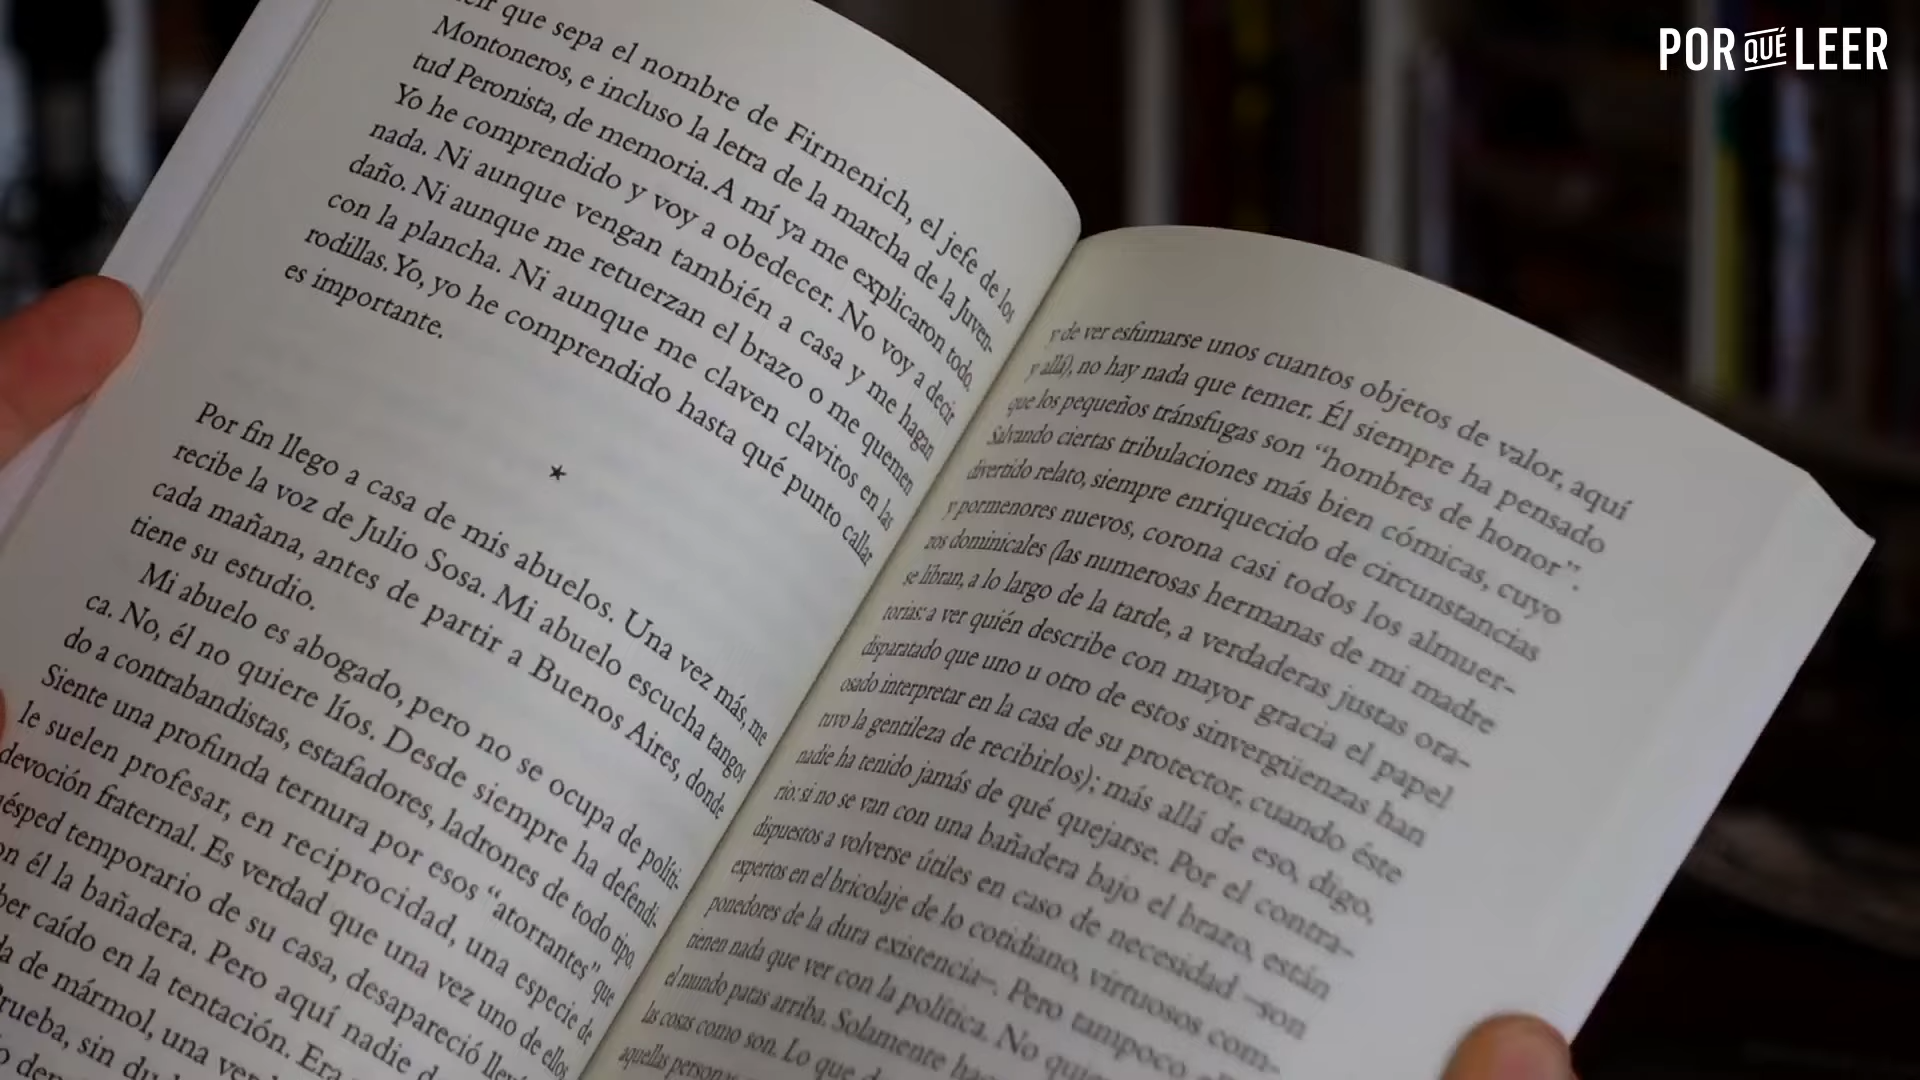 que sepa el nombre de Firmenich, el jefe de los
Montoneros, e incluso la letra de la marcha de la Juven-
tud Peronista, de memoria. A mí ya me explicaron todo.
Yo he comprendido y voy a obedecer. No voy a decir
nada. Ni aunque vengan también a casa y me hagan
daño. Ni aunque me retuerzan el brazo o me quemen
con la plancha. Ni aunque me claven clavitos en las
rodillas. Yo, yo he comprendido hasta qué punto callar
es importante.
★
Por fin llego a casa de mis abuelos. Una vez más, me
recibe la voz de Julio Sosa. Mi abuelo escucha tangos
cada mañana, antes de partir a Buenos Aires, donde
tiene su estudio.
Mi abuelo es abogado, pero no se ocupa de políti-
ca. No, él no quiere líos. Desde siempre ha defendi-
do a contrabandistas, estafadores, ladrones de todo tipo.
Siente una profunda ternura por esos "atorrantes" que
le suelen profesar, en reciprocidad, una especie de
devoción fraternal. Es verdad que una vez uno de ellos
temporario de su casa, desapareció
él la bañadera. Pero aquí nadie
caído en la tentación. Era
de mármol, una
sin
y de ver esfumarse unos cuantos objetos de valor, aquí
y allá), no hay nada que temer. Él siempre ha pensado
que los pequeños tránsfugas son "hombres de honor".
Salvando ciertas tribulaciones más bien cómicas, cuyo
divertido relato, siempre enriquecido de circunstancias
y pormenores nuevos, corona casi todos los almuer-
zos dominicales (las numerosas hermanas de mi madre
se libran, a lo largo de la tarde, a verdaderas justas ora-
torias: a ver quién describe con mayor gracia el papel
disparatado que uno u otro de estos sinvergüenzas han
osado interpretar en la casa de su protector, cuando éste
tuvo la gentileza de recibirlos); más allá de eso, digo,
nadie ha tenido jamás de qué quejarse. Por el contra-
rio: si no se van con una bañadera bajo el brazo, están
dispuestos a volverse útiles en caso de necesidad –son
expertos en el bricolaje de lo cotidiano, virtuosos com-
ponedores de la dura existencia–. Pero tampoco
tienen nada que ver con la política. No
el mundo patas arriba. Solamente
las cosas como son. Lo que
aquellas
POR QUÉ LEER